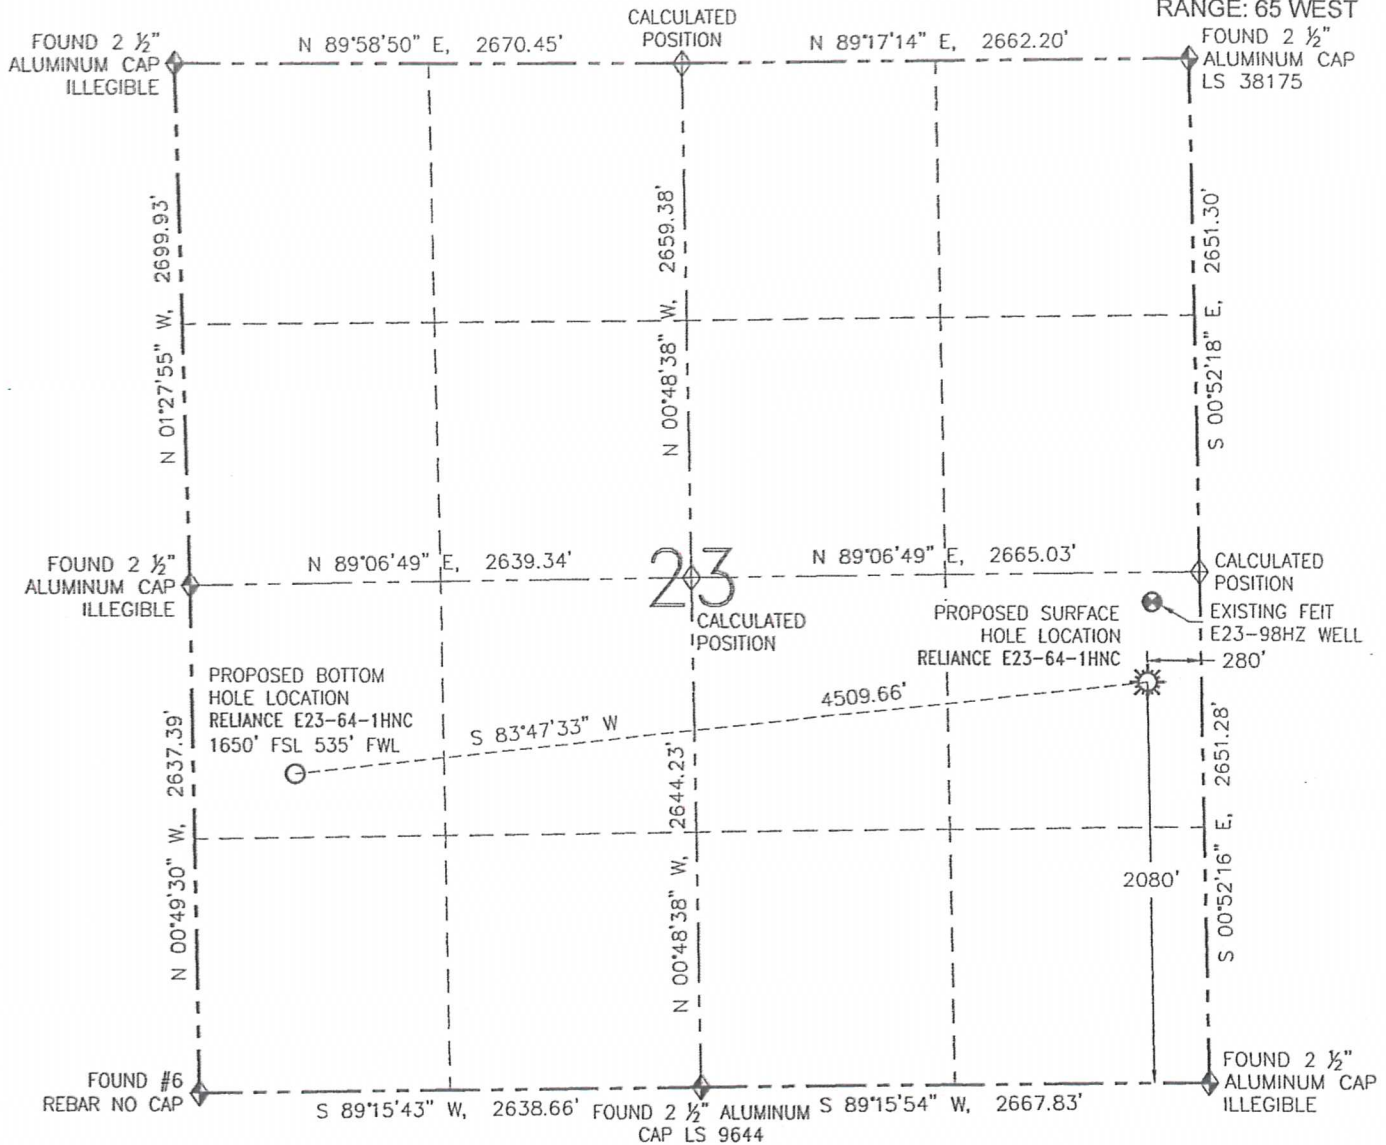 RANGE: 65 WEST
CALCULATED
POSITION
FOUND 2 ½"
ALUMINUM CAP
ILLEGIBLE
N 89°58'50" E, 2670.45'
N 89°17'14" E, 2662.20'
FOUND 2 ½"
ALUMINUM CAP
LS 38175
N 01°27'55" W, 2699.93'
N 00°48'38" W, 2659.38'
S 00°52'18" E, 2651.30'
FOUND 2 ½"
ALUMINUM CAP
ILLEGIBLE
N 89°06'49" E, 2639.34'
23
N 89°06'49" E, 2665.03'
CALCULATED
POSITION
CALCULATED
POSITION
PROPOSED SURFACE
HOLE LOCATION
RELIANCE E23-64-1HNC
EXISTING FEIT
E23-98HZ WELL
280'
PROPOSED BOTTOM
HOLE LOCATION
RELIANCE E23-64-1HNC
1650' FSL 535' FWL
S 83°47'33" W
4509.66'
N 00°49'30" W, 2637.39'
N 00°48'38" W, 2644.23'
S 00°52'16" E, 2651.28'
2080'
FOUND #6
REBAR NO CAP
S 89°15'43" W, 2638.66'
FOUND 2 ½" ALUMINUM
CAP LS 9644
S 89°15'54" W, 2667.83'
FOUND 2 ½"
ALUMINUM CAP
ILLEGIBLE